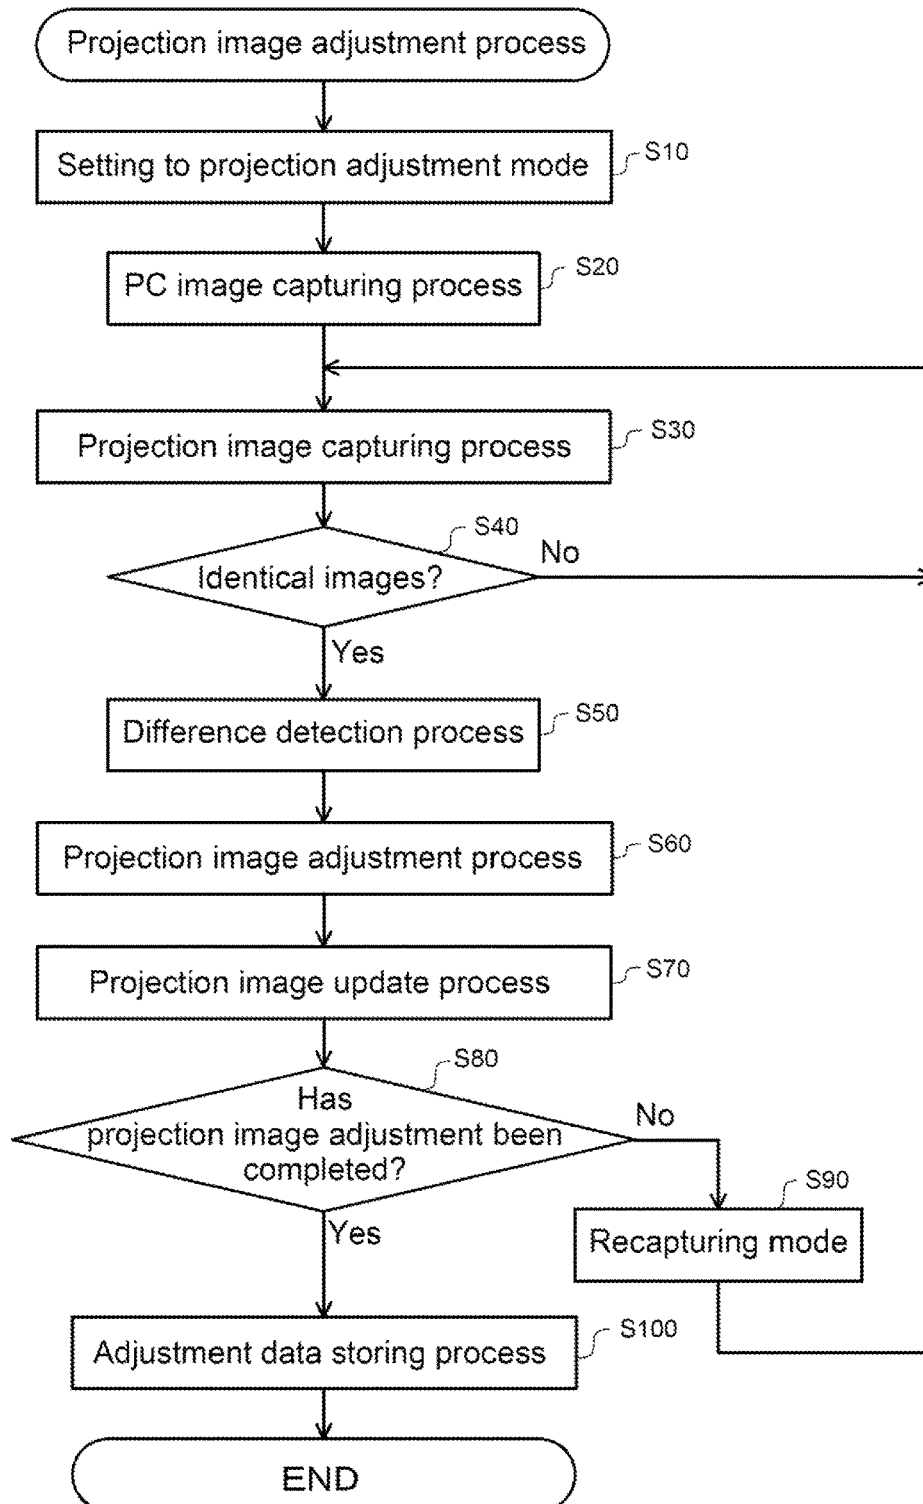 Projection image adjustment process
Setting to projection adjustment mode
S10
PC image capturing process
S20
Projection image capturing process
S30
S40
Identical images?
No
Yes
Difference detection process
S50
Projection image adjustment process
S60
Projection image update process
S70
S80
Has
projection image adjustment been
completed?
No
Yes
S90
Recapturing mode
Adjustment data storing process
S100
END